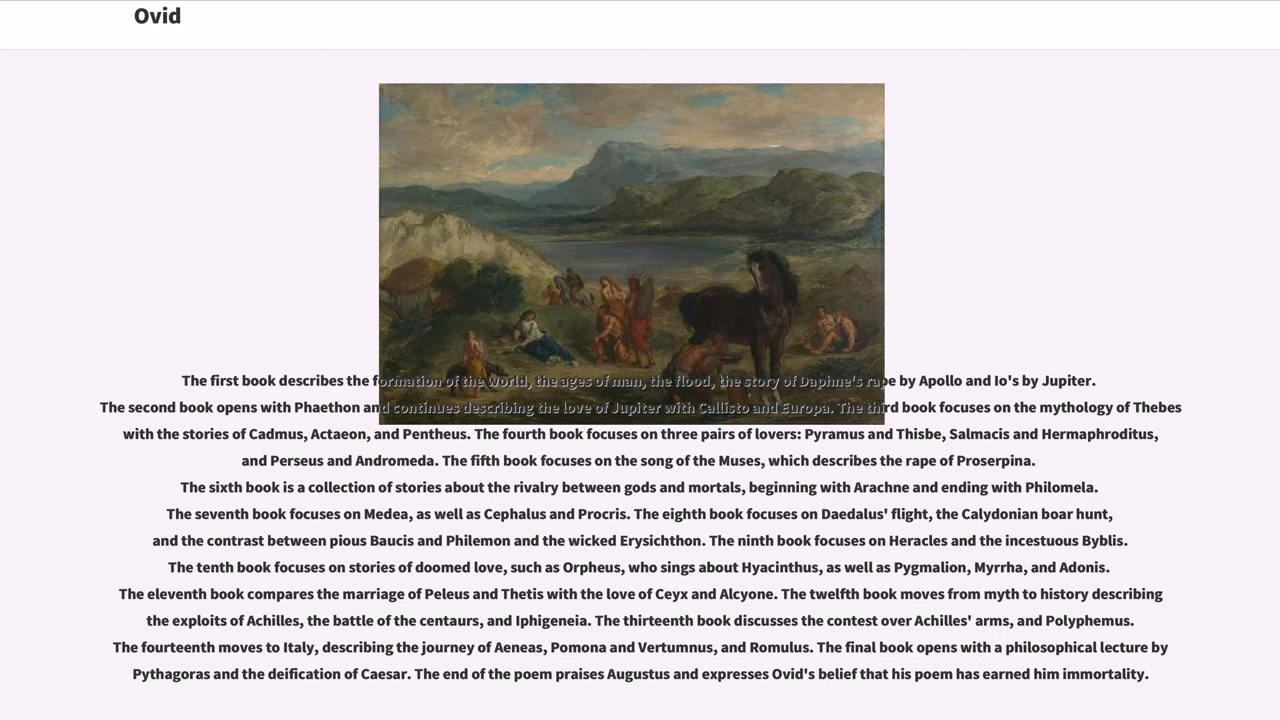 Ovid
The first book describes the formation of the world, the ages of man, the flood, the story of Daphne's rape by Apollo and Io's by Jupiter.
The second book opens with Phaethon and continues describing the love of Jupiter with Callisto and Europa. The third book focuses on the mythology of Thebes
with the stories of Cadmus, Actaeon, and Pentheus. The fourth book focuses on three pairs of lovers: Pyramus and Thisbe, Salmacis and Hermaphroditus,
and Perseus and Andromeda. The fifth book focuses on the song of the Muses, which describes the rape of Proserpina.
The sixth book is a collection of stories about the rivalry between gods and mortals, beginning with Arachne and ending with Philomela.
The seventh book focuses on Medea, as well as Cephalus and Procris. The eighth book focuses on Daedalus' flight, the Calydonian boar hunt,
and the contrast between pious Baucis and Philemon and the wicked Erysichthon. The ninth book focuses on Heracles and the incestuous Byblis.
The tenth book focuses on stories of doomed love, such as Orpheus, who sings about Hyacinthus, as well as Pygmalion, Myrrha, and Adonis.
The eleventh book compares the marriage of Peleus and Thetis with the love of Ceyx and Alcyone. The twelfth book moves from myth to history describing
the exploits of Achilles, the battle of the centaurs, and Iphigeneia. The thirteenth book discusses the contest over Achilles' arms, and Polyphemus.
The fourteenth moves to Italy, describing the journey of Aeneas, Pomona and Vertumnus, and Romulus. The final book opens with a philosophical lecture by
Pythagoras and the deification of Caesar. The end of the poem praises Augustus and expresses Ovid's belief that his poem has earned him immortality.